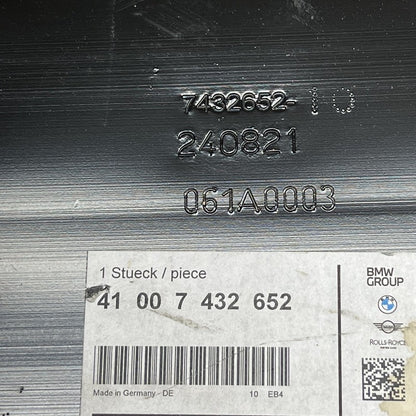 7432652-10
240821
061A0003
1 Stueck / piece
41 00 7 432 652
BMW
GROUP
ROLLS-ROYCE
Made in Germany - DE
10 EB4